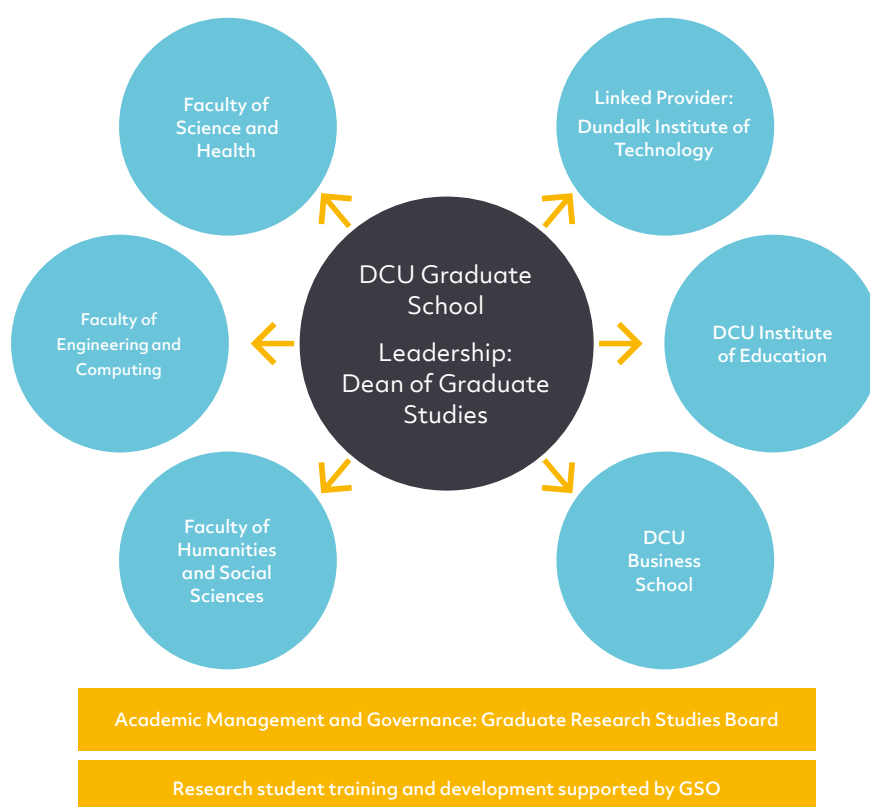 Faculty of
Science and
Health
Linked Provider:
Dundalk Institute of
Technology
DCU Graduate
School
Leadership:
Dean of Graduate
Studies
Faculty of
Engineering and
Computing
DCU Institute
of Education
Faculty of
Humanities
and Social
Sciences
DCU
Business
School
Academic Management and Governance: Graduate Research Studies Board
Research student training and development supported by GSO